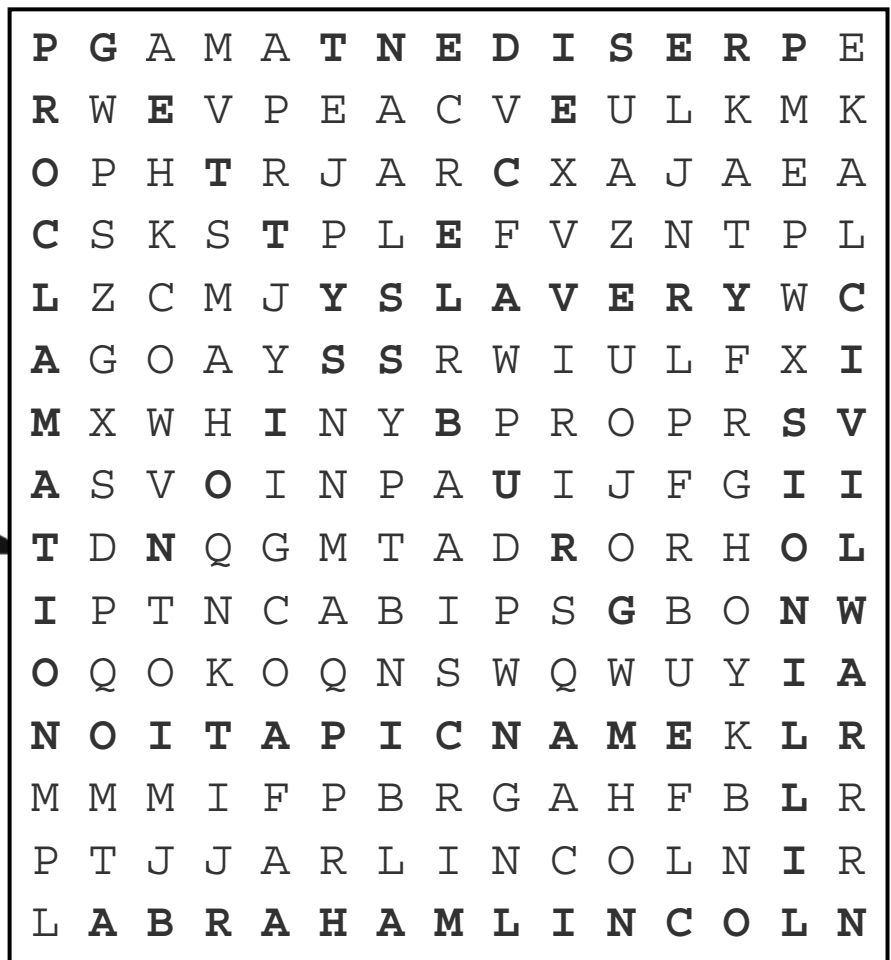 P G A M A T N E D I S E R P E
R W E V P E A C V E U L K M K
O P H T R J A R C X A J A E A
C S K S T P L E F V Z N T P L
L Z C M J Y S L A V E R Y W C
A G O A Y S S R W I U L F X I
M X W H I N Y B P R O P R S V
A S V O I N P A U I J F G I I
T D N Q G M T A D R O R H O L
I P T N C A B I P S G B O N W
O Q O K O Q N S W Q W U Y I A
N O I T A P I C N A M E K L R
M M M I F P B R G A H F B L R
P T J J A R L I N C O L N I R
L A B R A H A M L I N C O L N